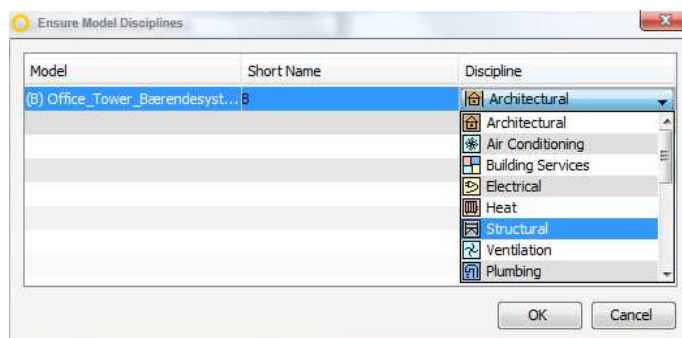 Ensure Model Disciplines
Model Short Name Discipline
(B) Office_Tower_Bærendesyst... B Architectural
Architectural
Air Conditioning
Building Services
Electrical
Heat
Structural
Ventilation
Plumbing
OK Cancel